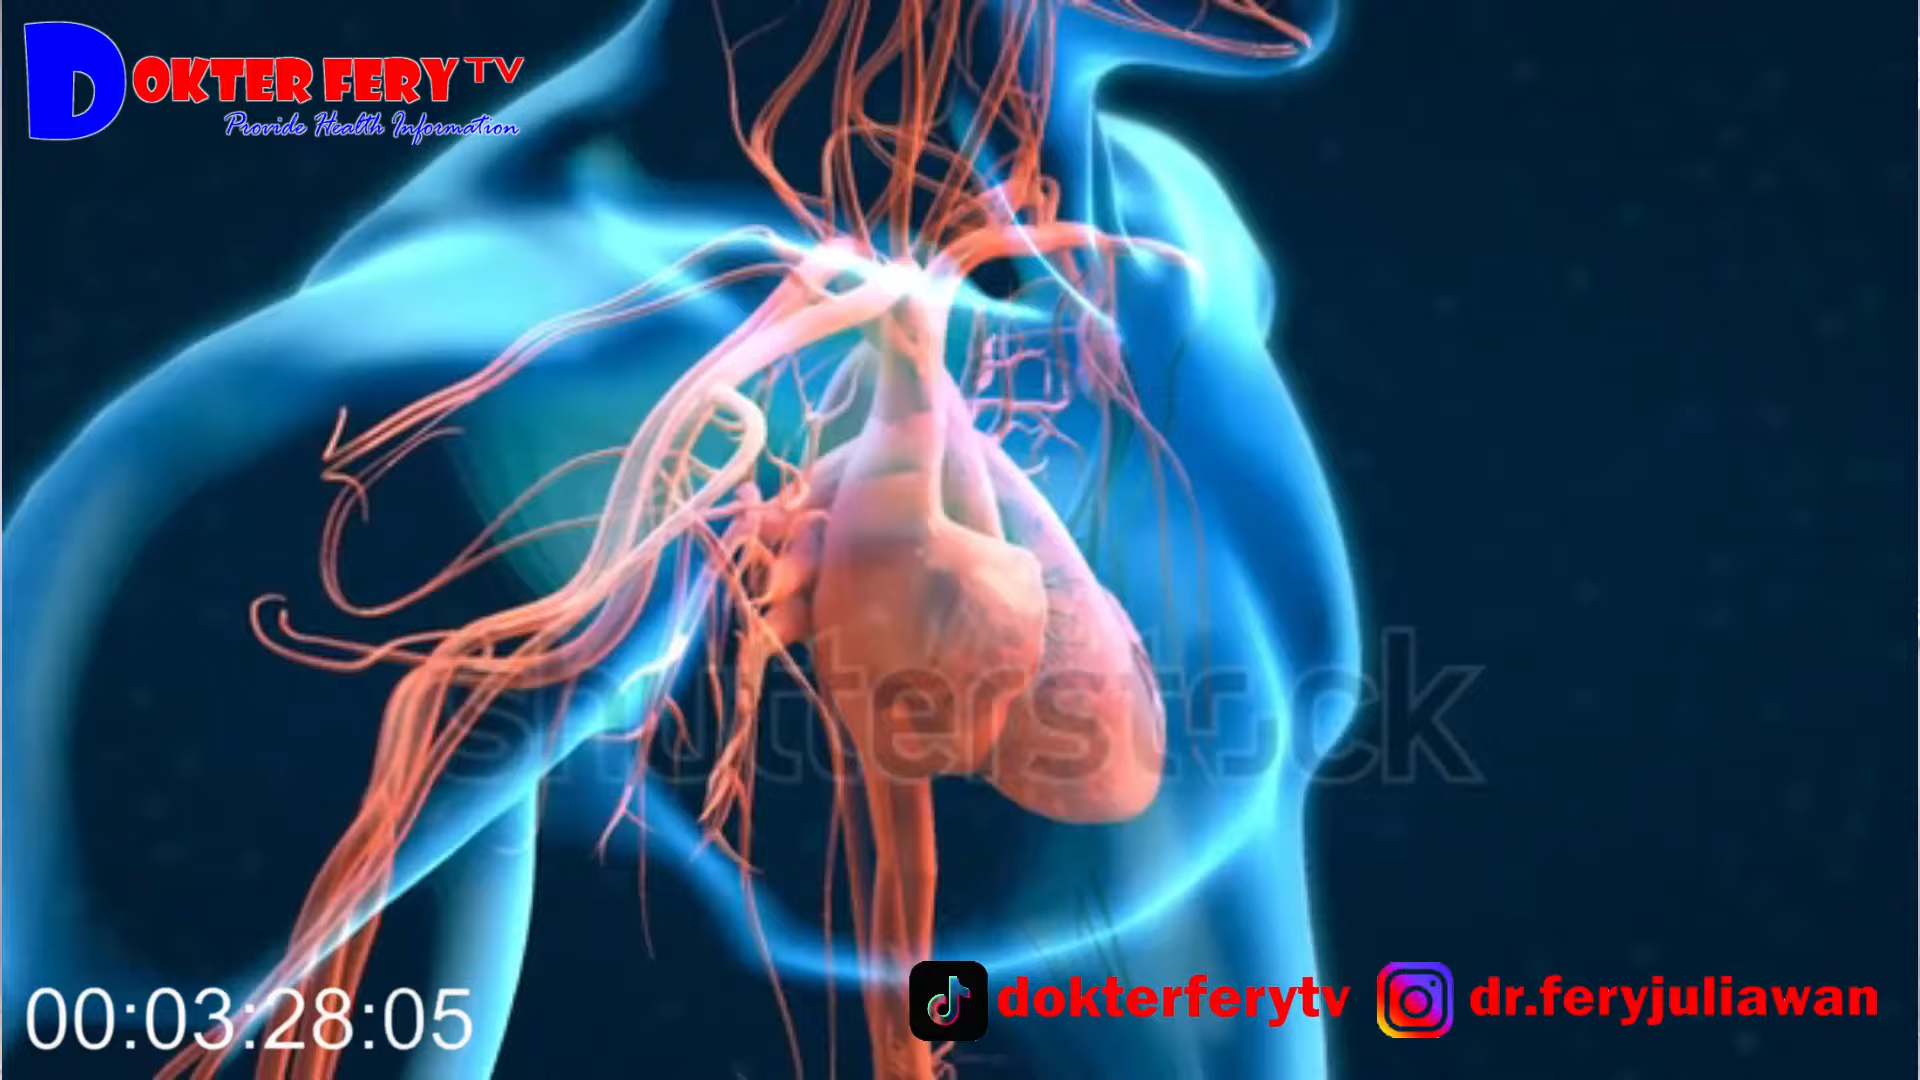 DOKTER FERY TV
Provide Health Information
shutterstock
00:03:28:05
dokterferytv
dr.feryjuliawan